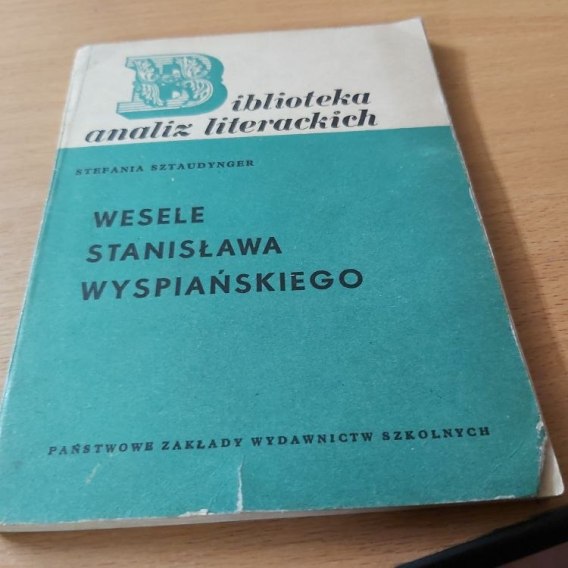 Biblioteka
analiz literackich
STEFANIA SZTAUDYNGER
WESELE
STANISŁAWA
WYSPIAŃSKIEGO
PAŃSTWOWE ZAKŁADY WYDAWNICTW SZKOLNYCH